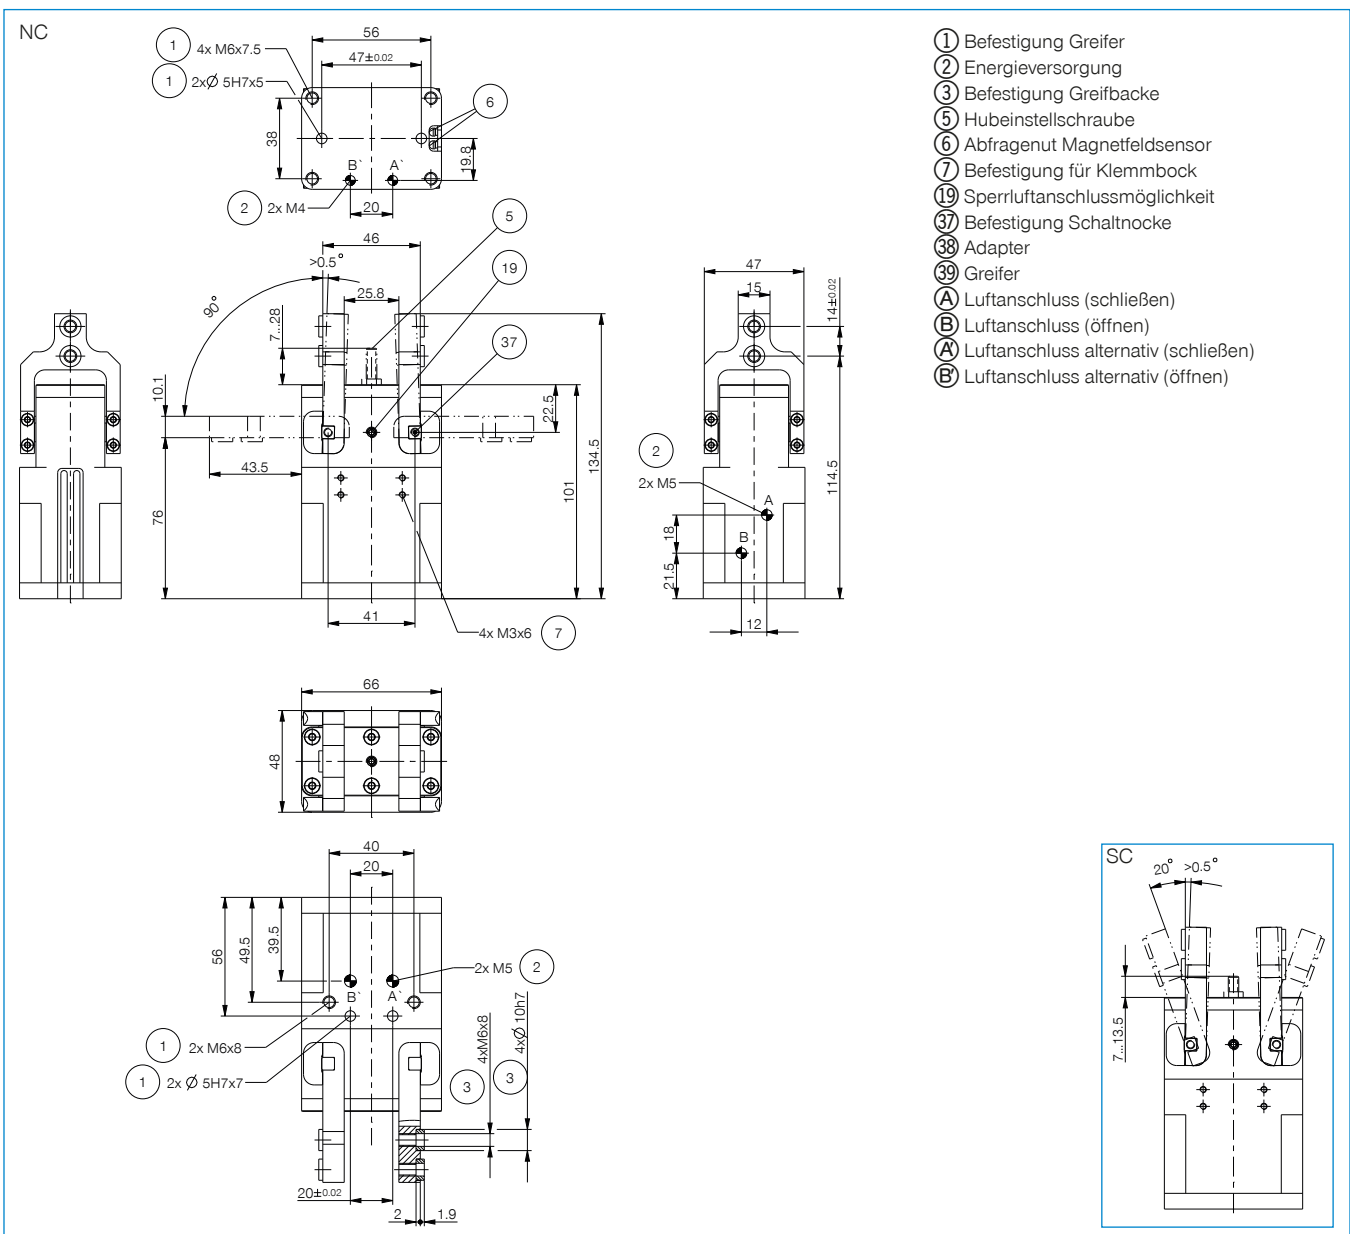 NC
1 4x M6x7.5
1 2xØ 5H7x5
56
47±0.02
38
6
19.8
B` A`
2 2x M4
20
1 Befestigung Greifer
2 Energieversorgung
3 Befestigung Greifbacke
5 Hubeinstellschraube
6 Abfragenut Magnetfeldsensor
7 Befestigung für Klemmbock
19 Sperrluftanschlussmöglichkeit
37 Befestigung Schaltnocke
38 Adapter
39 Greifer
A Luftanschluss (schließen)
B Luftanschluss (öffnen)
A' Luftanschluss alternativ (schließen)
B' Luftanschluss alternativ (öffnen)
5
46
>0.5°
19
25.8
90°
7...28
37
10.1
22.5
43.5
76
101
134.5
41
4x M3x6 7
47
15
14±0.02
2
2x M5
A
18
B
21.5
114.5
12
66
48
40
20
56
49.5
39.5
2x M5 2
B` A`
1 2x M6x8
1 2x Ø 5H7x7
3
3
4xM6x8
4xØ 10h7
20±0.02
2
1.9
SC
20° >0.5°
7...13.5